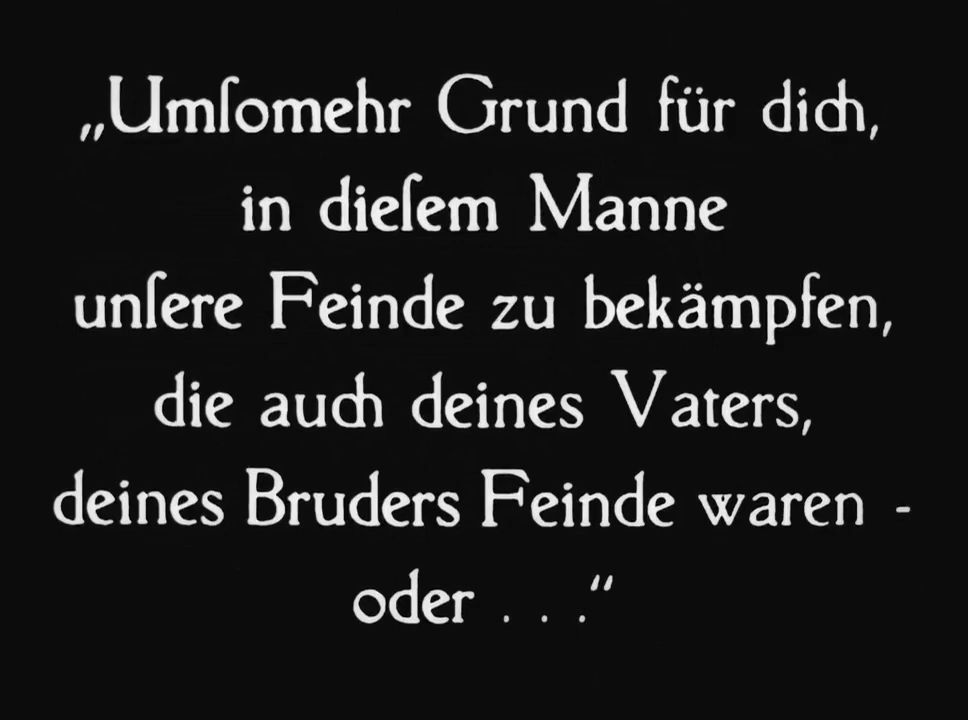 „Umſomehr Grund für dich,
in dieſem Manne
unſere Feinde zu bekämpfen,
die auch deines Vaters,
deines Bruders Feinde waren -
oder . . .“